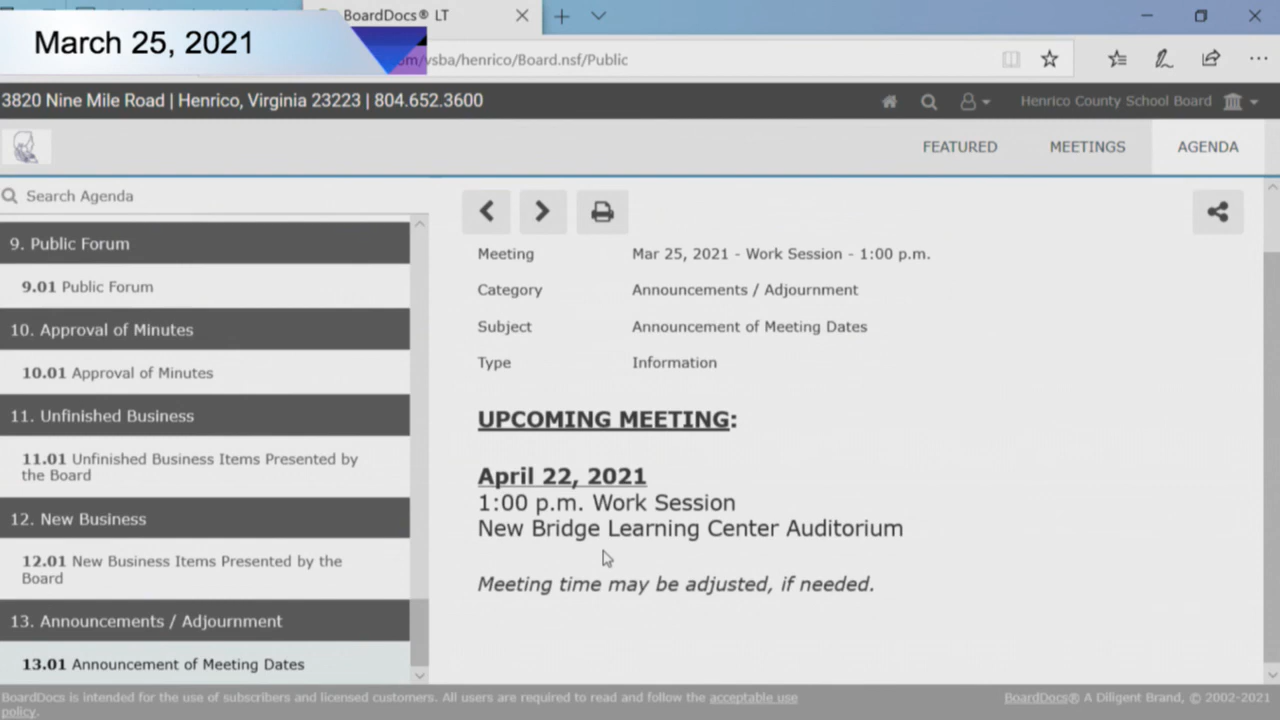 BoardDocs® LT
March 25, 2021
m/vsba/henrico/Board.nsf/Public
3820 Nine Mile Road | Henrico, Virginia 23223 | 804.652.3600
Henrico County School Board
FEATURED
MEETINGS
AGENDA
Search Agenda
9. Public Forum
9.01 Public Forum
10. Approval of Minutes
10.01 Approval of Minutes
11. Unfinished Business
11.01 Unfinished Business Items Presented by
the Board
12. New Business
12.01 New Business Items Presented by the
Board
13. Announcements / Adjournment
13.01 Announcement of Meeting Dates
Meeting Mar 25, 2021 - Work Session - 1:00 p.m.
Category Announcements / Adjournment
Subject Announcement of Meeting Dates
Type Information
UPCOMING MEETING:
April 22, 2021
1:00 p.m. Work Session
New Bridge Learning Center Auditorium
Meeting time may be adjusted, if needed.
BoardDocs is intended for the use of subscribers and licensed customers. All users are required to read and follow the acceptable use
policy.
BoardDocs® A Diligent Brand, © 2002-2021